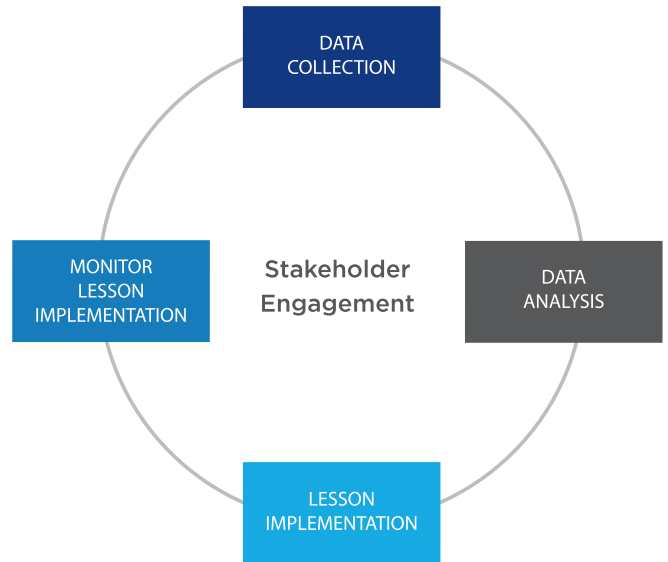 DATA
COLLECTION
MONITOR
LESSON
IMPLEMENTATION
Stakeholder
Engagement
DATA
ANALYSIS
LESSON
IMPLEMENTATION